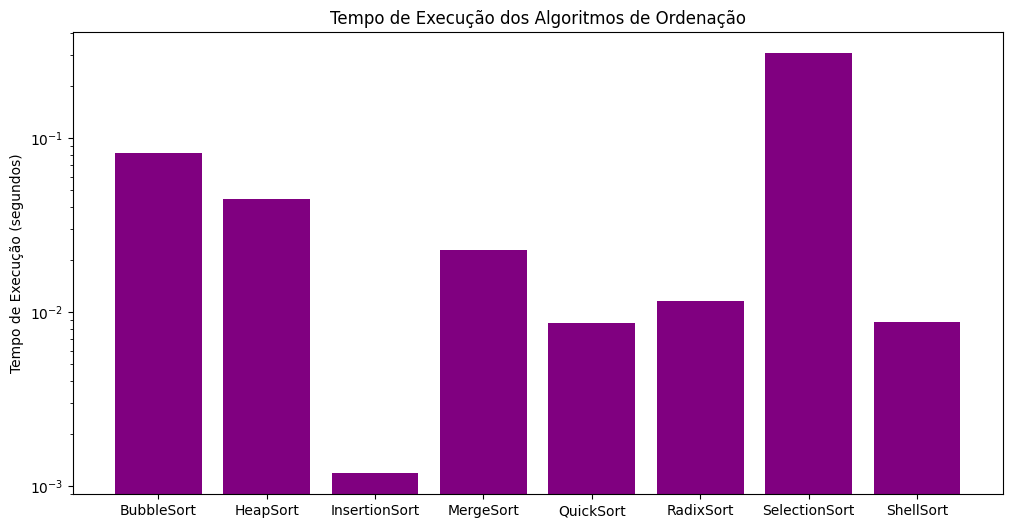 Tempo de Execução dos Algoritmos de Ordenação
Tempo de Execução (segundos)
10⁻¹
10⁻²
10⁻³
BubbleSort
HeapSort
InsertionSort
MergeSort
QuickSort
RadixSort
SelectionSort
ShellSort